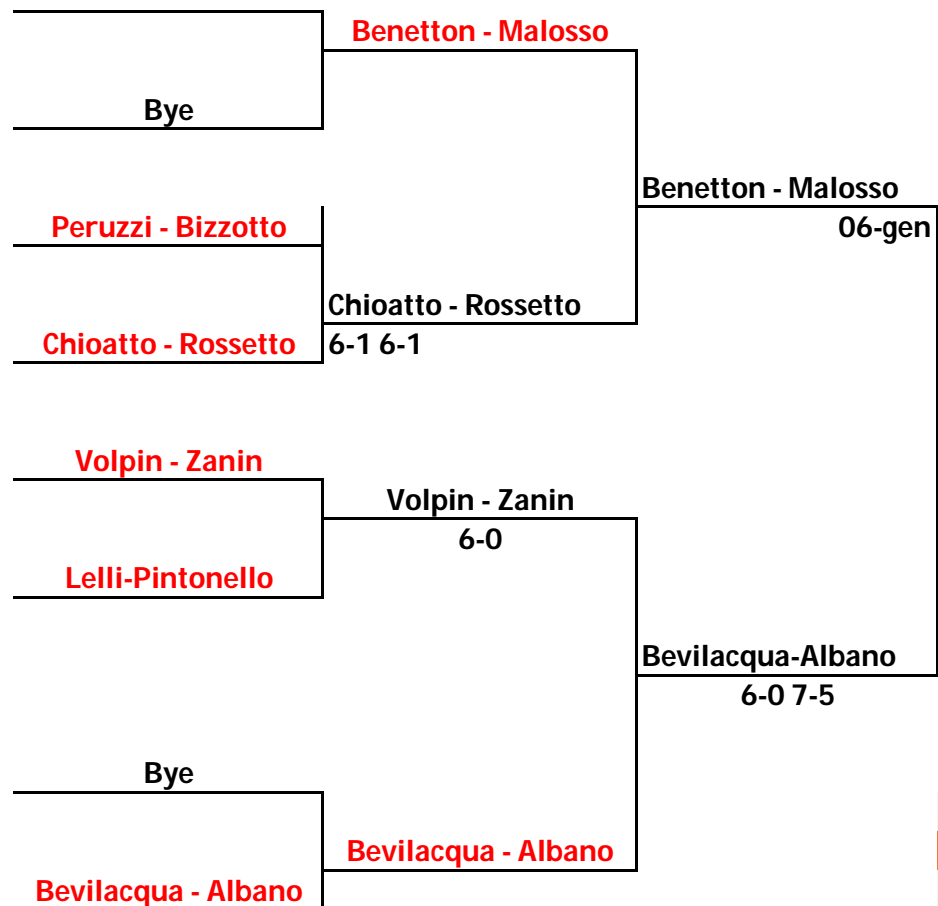 Benetton - Malosso
Bye
Benetton - Malosso
Peruzzi - Bizzotto
06-gen
Chioatto - Rossetto
Chioatto - Rossetto
6-1 6-1
Volpin - Zanin
Volpin - Zanin
6-0
Lelli-Pintonello
Bevilacqua-Albano
6-0 7-5
Bye
Bevilacqua - Albano
Bevilacqua - Albano